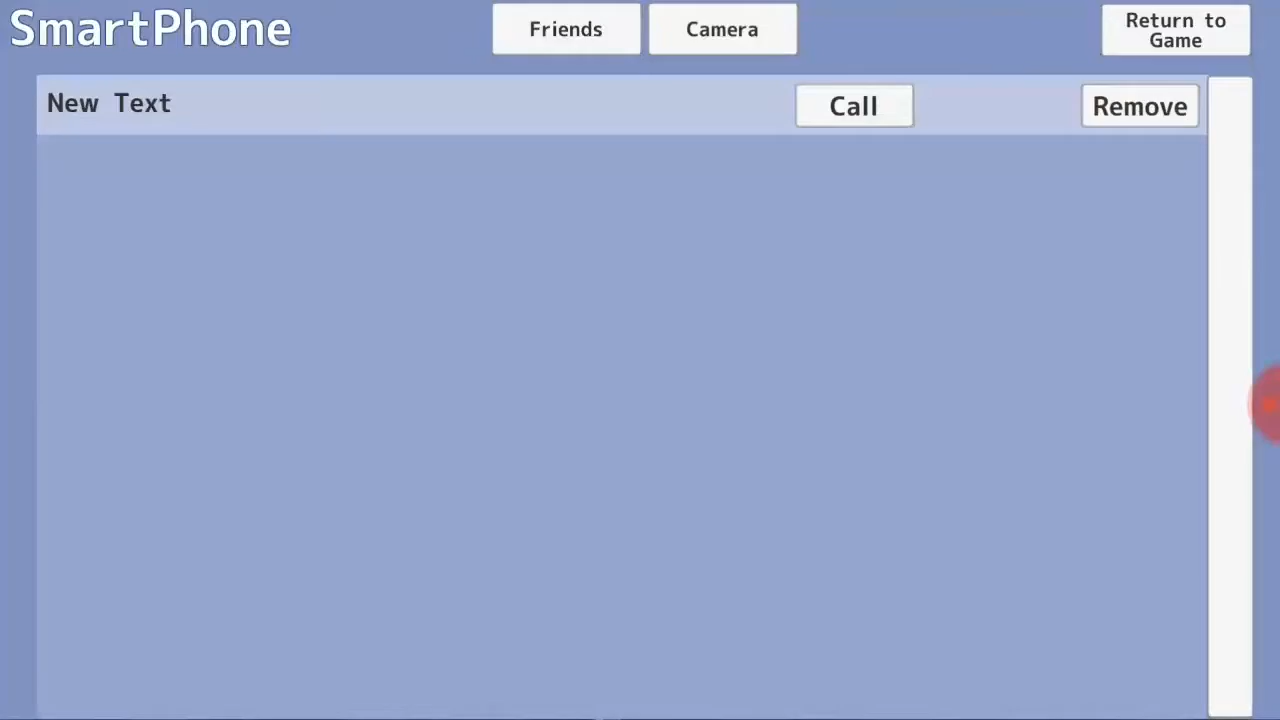 SmartPhone
Friends
Camera
Return to
Game
New Text
Call
Remove